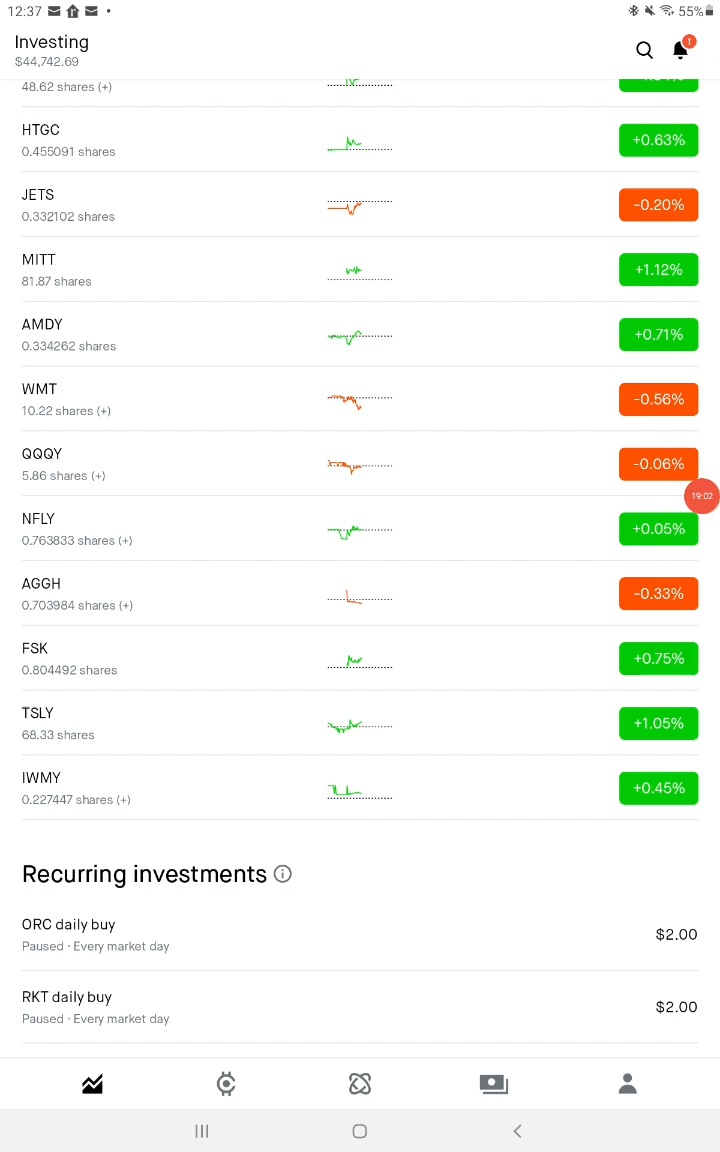 12:37
55%
Investing
$44,742.69
1
48.62 shares (+)
HTGC
0.455091 shares
+0.63%
JETS
0.332102 shares
-0.20%
MITT
81.87 shares
+1.12%
AMDY
0.334262 shares
+0.71%
WMT
10.22 shares (+)
-0.56%
QQQY
5.86 shares (+)
-0.06%
19:02
NFLY
0.763833 shares (+)
+0.05%
AGGH
0.703984 shares (+)
-0.33%
FSK
0.804492 shares
+0.75%
TSLY
68.33 shares
+1.05%
IWMY
0.227447 shares (+)
+0.45%
Recurring investments
ORC daily buy
Paused · Every market day
$2.00
RKT daily buy
Paused · Every market day
$2.00